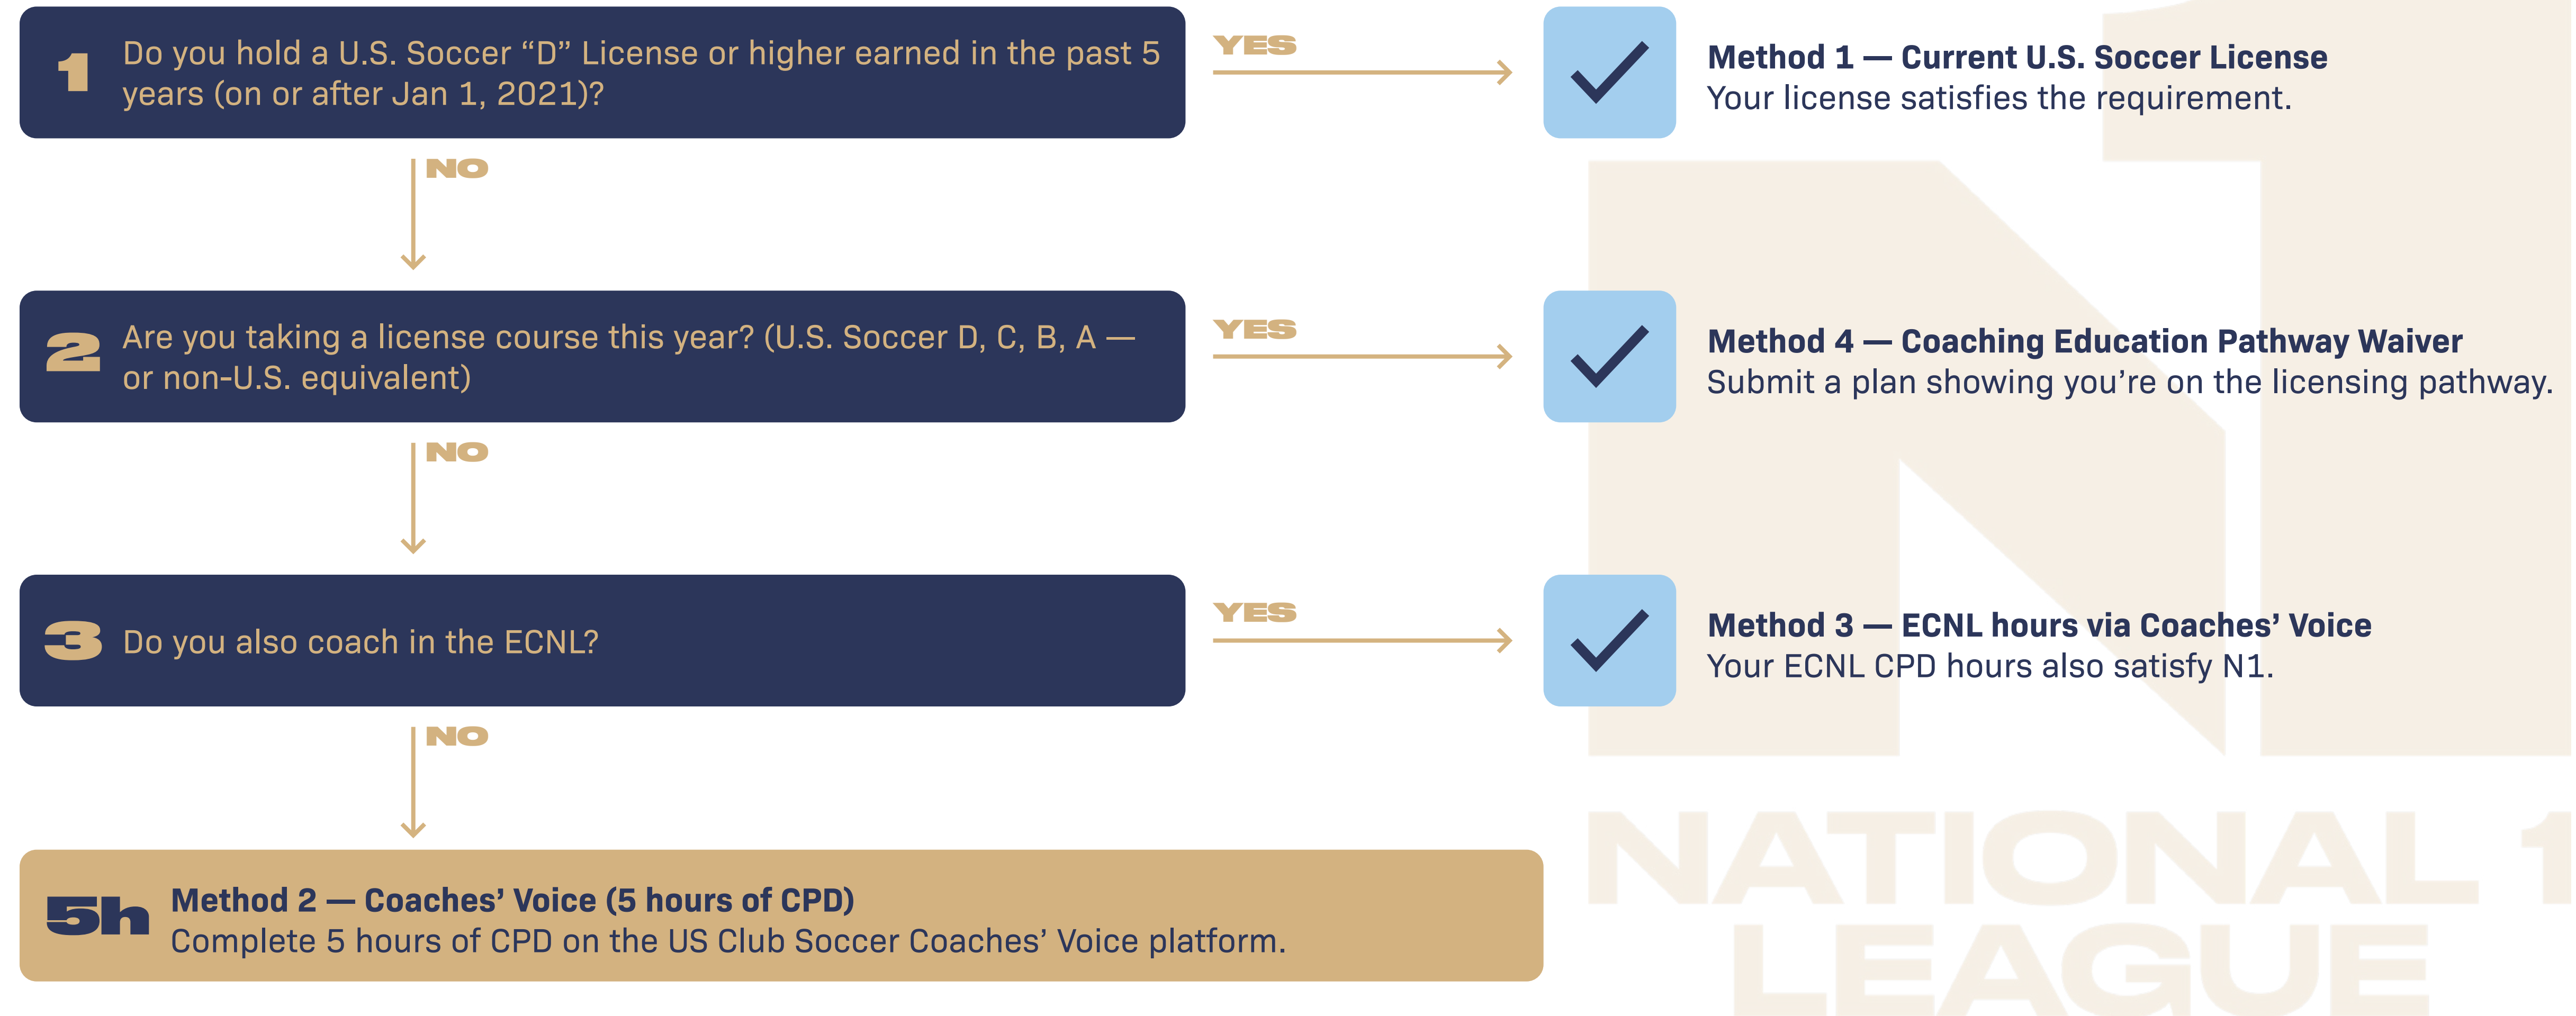 1
Do you hold a U.S. Soccer “D” License or higher earned in the past 5
years (on or after Jan 1, 2021)?
YES
Method 1 — Current U.S. Soccer License
Your license satisfies the requirement.
NO
2
Are you taking a license course this year? (U.S. Soccer D, C, B, A —
or non-U.S. equivalent)
YES
Method 4 — Coaching Education Pathway Waiver
Submit a plan showing you’re on the licensing pathway.
NO
3
Do you also coach in the ECNL?
YES
Method 3 — ECNL hours via Coaches’ Voice
Your ECNL CPD hours also satisfy N1.
NO
5h
Method 2 — Coaches’ Voice (5 hours of CPD)
Complete 5 hours of CPD on the US Club Soccer Coaches’ Voice platform.
N1
NATIONAL 1
LEAGUE